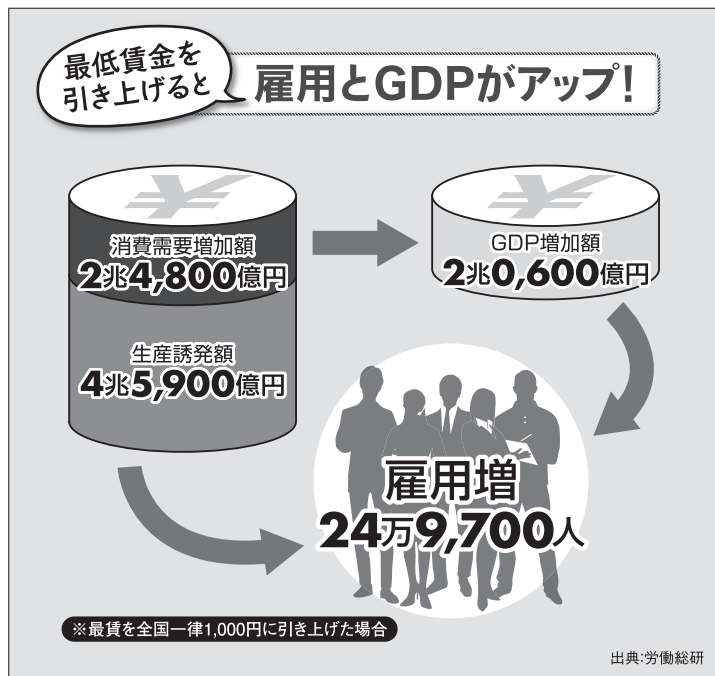 最低賃金を
引き上げると
雇用とGDPがアップ!
¥
¥
消費需要増加額
2兆4,800億円
GDP増加額
2兆0,600億円
生産誘発額
4兆5,900億円
雇用増
24万9,700人
※最賃を全国一律1,000円に引き上げた場合
出典:労働総研